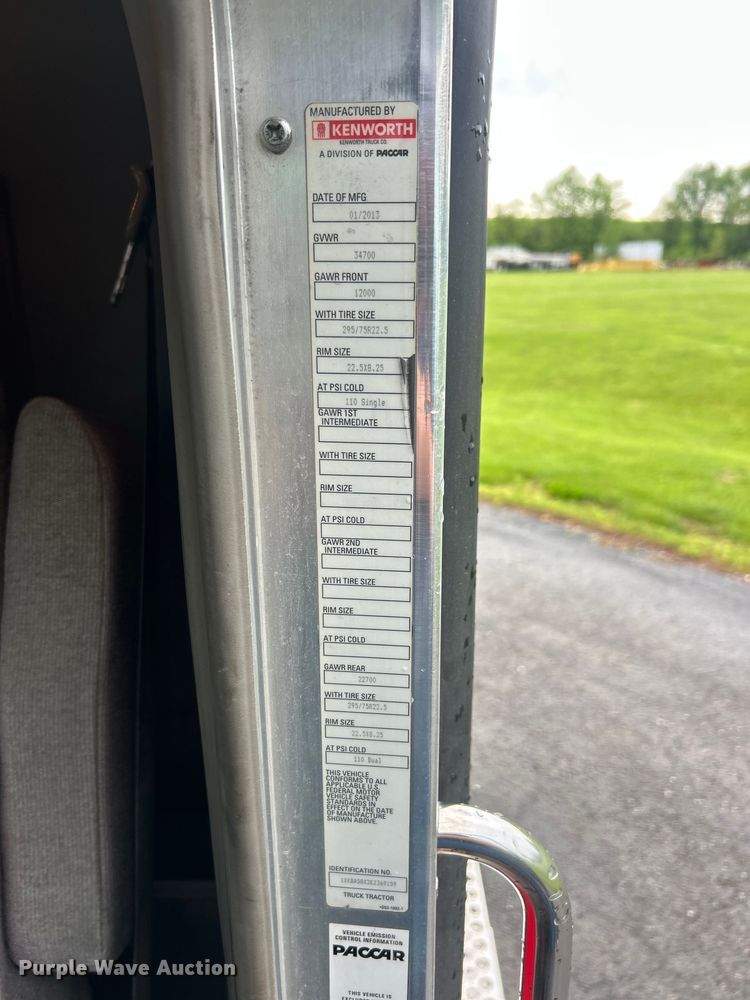 MANUFACTURED BY
KENWORTH
KENWORTH TRUCK CO.
A DIVISION OF PACCAR
DATE OF MFG
01/2013
GVWR
34700
GAWR FRONT
12000
WITH TIRE SIZE
295/75R22.5
RIM SIZE
22.5X8.25
AT PSI COLD
110 Single
GAWR 1ST
INTERMEDIATE
WITH TIRE SIZE
RIM SIZE
AT PSI COLD
GAWR 2ND
INTERMEDIATE
WITH TIRE SIZE
RIM SIZE
AT PSI COLD
GAWR REAR
22700
WITH TIRE SIZE
295/75R22.5
RIM SIZE
22.5X8.25
AT PSI COLD
110 Dual
THIS VEHICLE
CONFORMS TO ALL
APPLICABLE U.S.
FEDERAL MOTOR
VEHICLE SAFETY
STANDARDS IN
EFFECT ON THE DATE
OF MANUFACTURE
SHOWN ABOVE.
IDENTIFICATION NO.
TRUCK TRACTOR
VEHICLE EMISSION
CONTROL INFORMATION
PACCAR
THIS VEHICLE IS
Purple Wave Auction